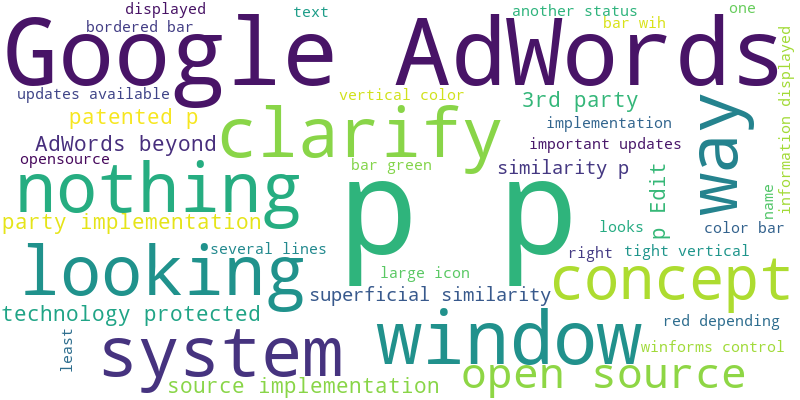 displayed
text
another status
one
bordered bar
bar wih
Google AdWords
updates available
vertical color
3rd party
information displayed
patented p
clarify
implementation
way
AdWords beyond
important updates
opensource
bar green
similarity p
nothing
p p
p Edit
name
party implementation
looks
color bar
several lines
right
tight vertical
looking
large icon
concept
superficial similarity
technology protected
window
red depending
least
system
winforms control
source implementation
open source